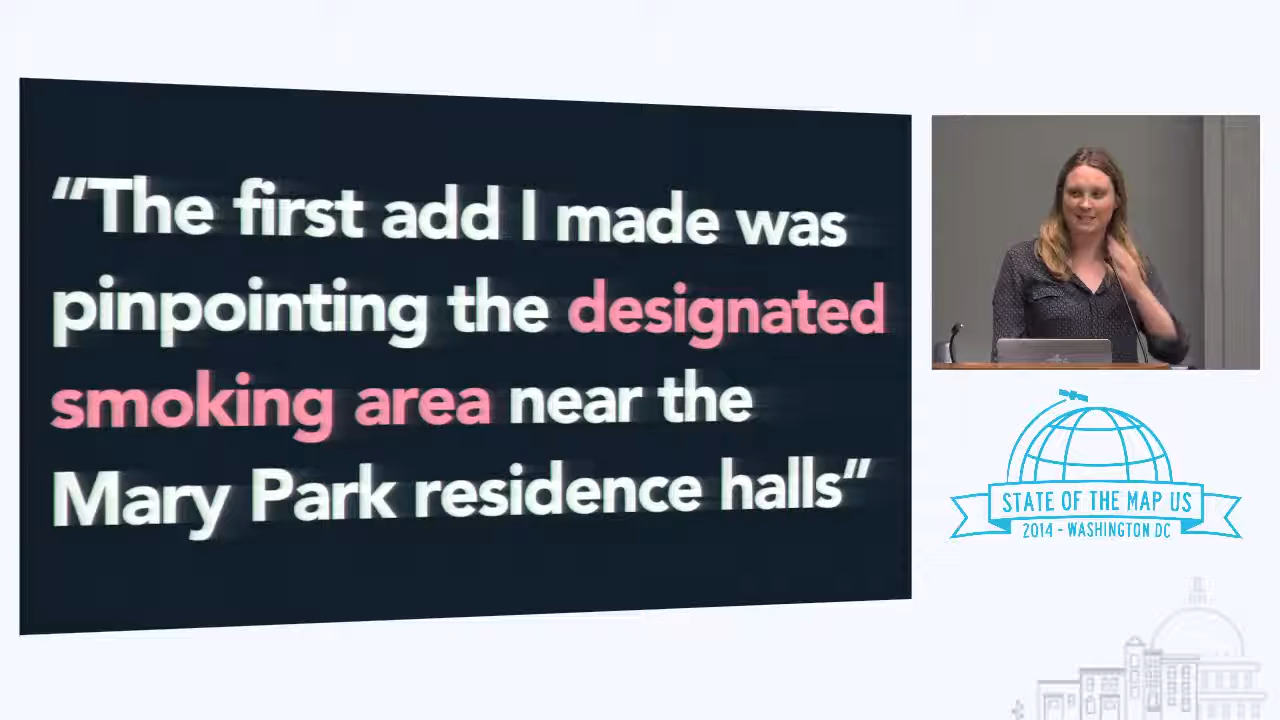 “The first add I made was
pinpointing the designated
smoking area near the
Mary Park residence halls”
STATE OF THE MAP US
2014 - WASHINGTON DC